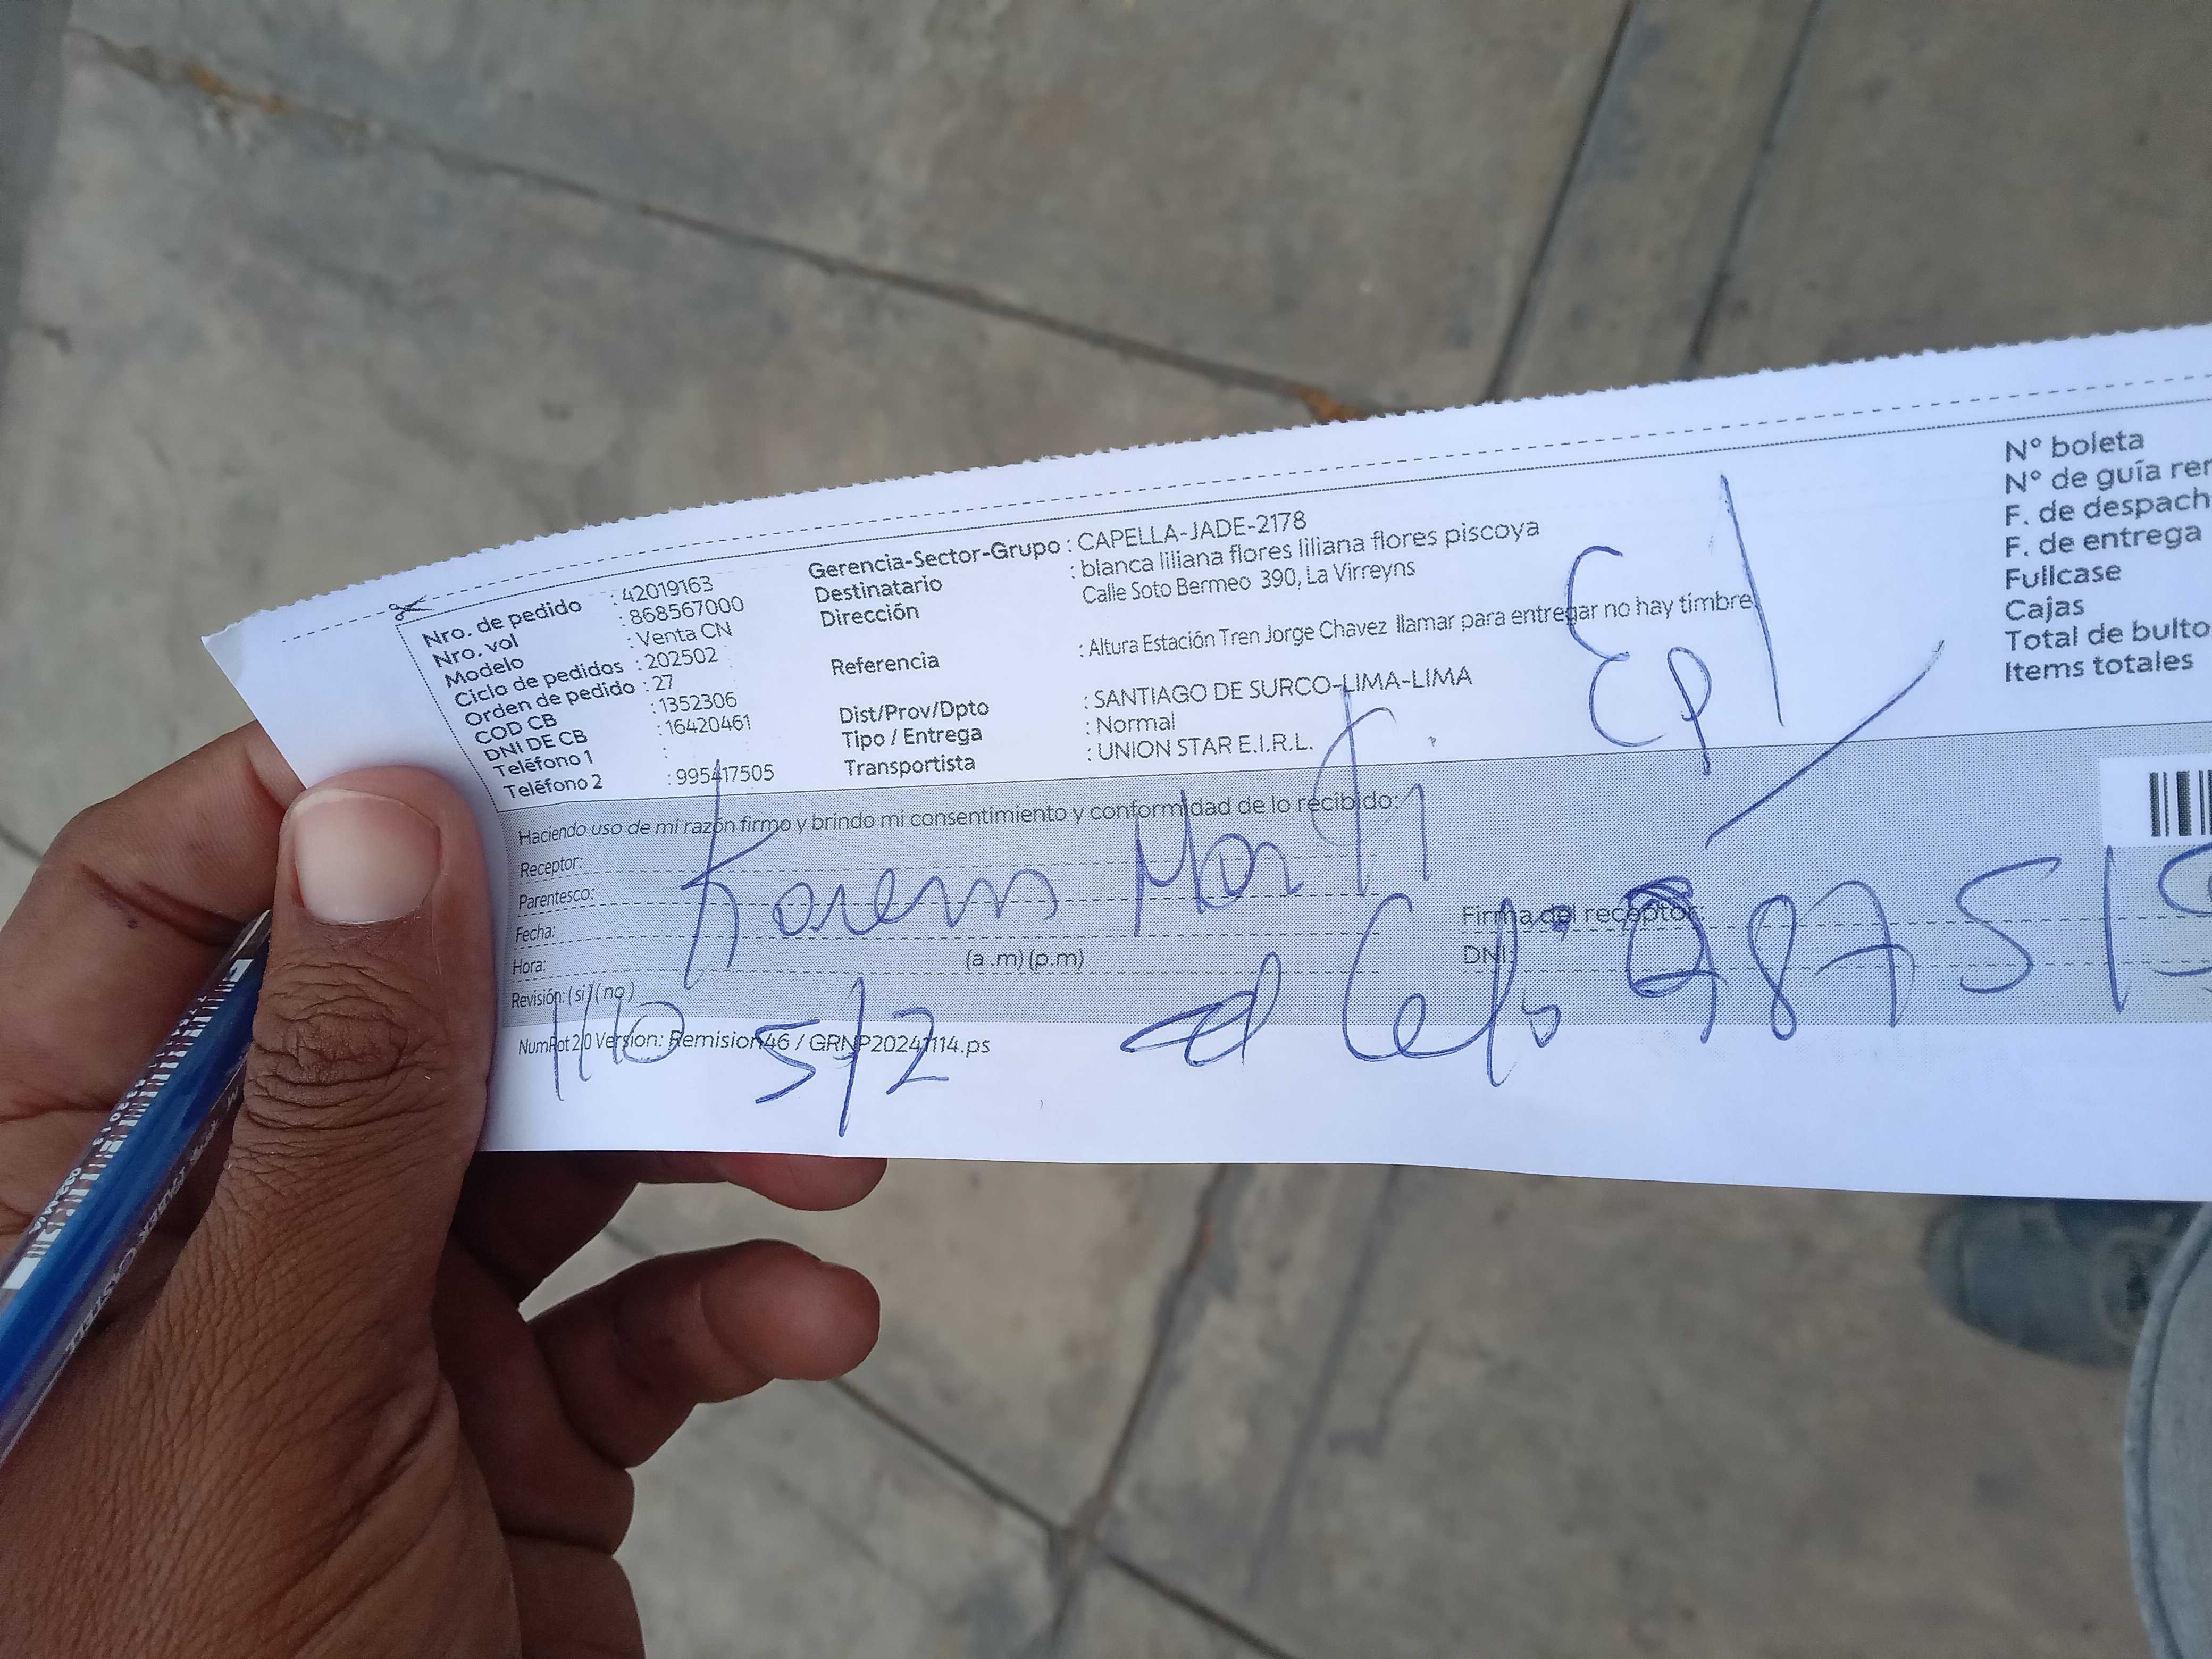 Nro. de pedido : 42019163
Nro. vol : 868567000
Modelo : Venta CN
Ciclo de pedidos : 202502
Orden de pedido : 27
COD CB : 1352306
DNI DE CB : 16420461
Teléfono 1 :
Teléfono 2 : 995417505
Gerencia-Sector-Grupo : CAPELLA-JADE-2178
Destinatario : blanca liliana flores liliana flores piscoya
Dirección Calle Soto Bermeo 390, La Virreyns
Referencia : Altura Estación Tren Jorge Chavez llamar para entregar no hay timbre
Dist/Prov/Dpto : SANTIAGO DE SURCO-LIMA-LIMA
Tipo / Entrega : Normal
Transportista : UNION STAR E.I.R.L.
N° boleta
N° de guía rer
F. de despach
F. de entrega
Fullcase
Cajas
Total de bulto
Items totales
Haciendo uso de mi razón firmo y brindo mi consentimiento y conformidad de lo recibido:
Receptor:
Parentesco:
Fecha:
Hora: (a .m) (p.m)
Revisión: (si) (no)
Firma del receptor:
DNI:
Karem
987515
5/2
NumRot 2.0 Version: Remision46 / GRNP20241114.ps